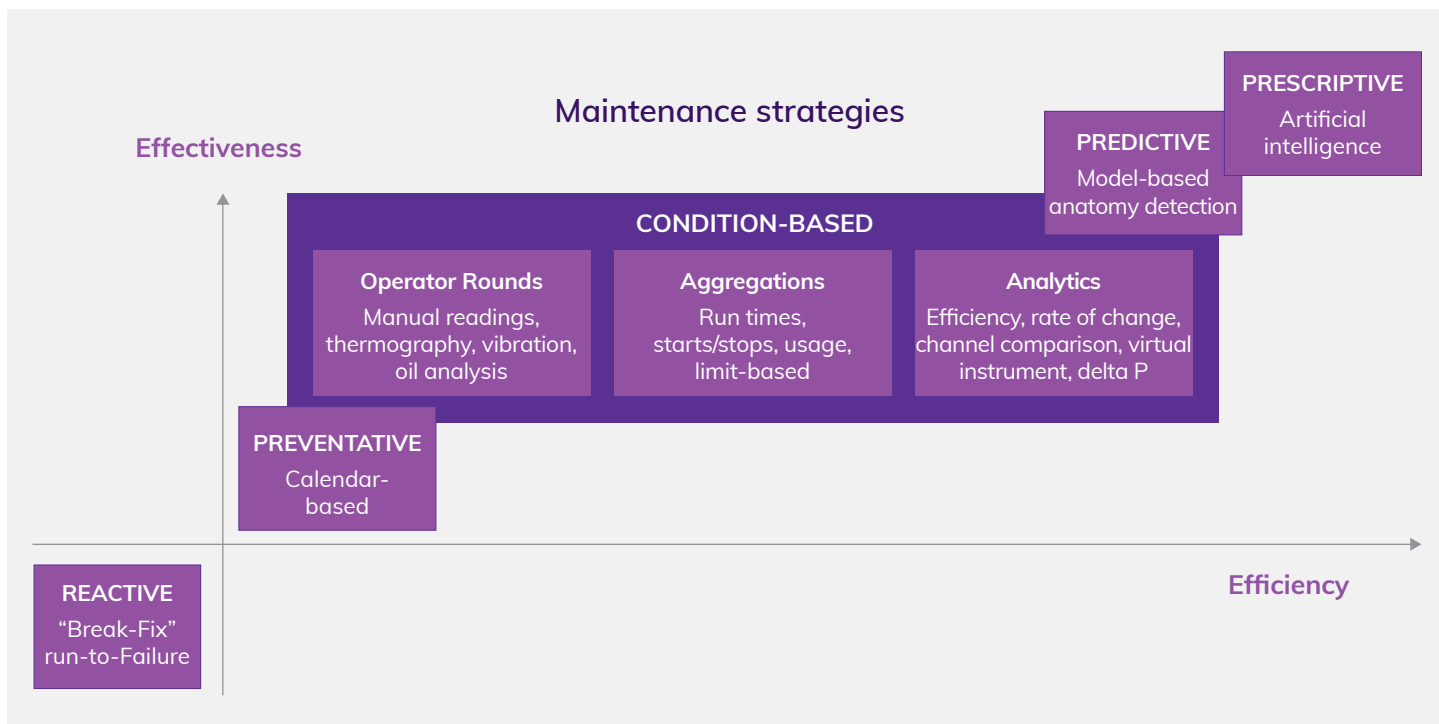 Maintenance strategies
Effectiveness
PRESCRIPTIVE
Artificial
intelligence
PREDICTIVE
Model-based
anatomy detection
CONDITION-BASED
Operator Rounds
Manual readings,
thermography, vibration,
oil analysis
Aggregations
Run times,
starts/stops, usage,
limit-based
Analytics
Efficiency, rate of change,
channel comparison, virtual
instrument, delta P
PREVENTATIVE
Calendar-
based
REACTIVE
“Break-Fix”
run-to-Failure
Efficiency